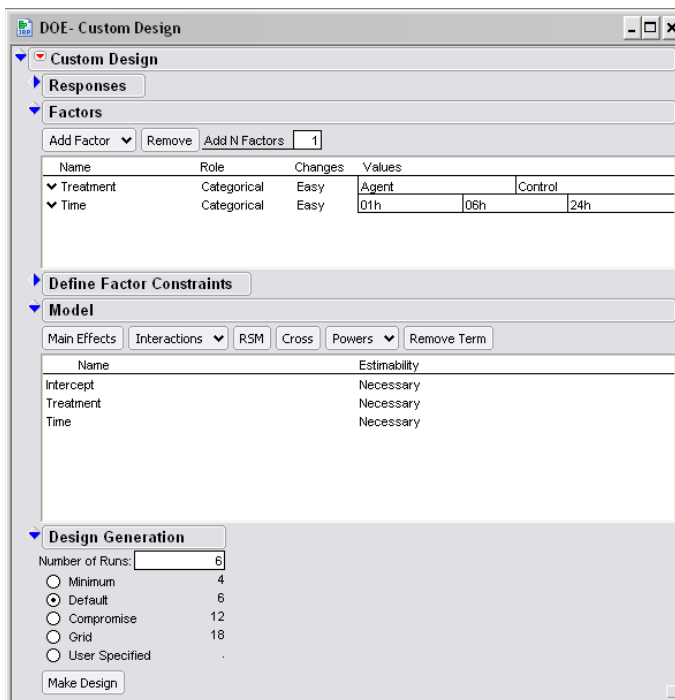 DOE- Custom Design
Custom Design
Responses
Factors
Add Factor Remove Add N Factors 1
Name Role Changes Values
Treatment Categorical Easy Agent Control
Time Categorical Easy 01h 06h 24h
Define Factor Constraints
Model
Main Effects Interactions RSM Cross Powers Remove Term
Name Estimability
Intercept Necessary
Treatment Necessary
Time Necessary
Design Generation
Number of Runs: 6
Minimum 4
Default 6
Compromise 12
Grid 18
User Specified .
Make Design